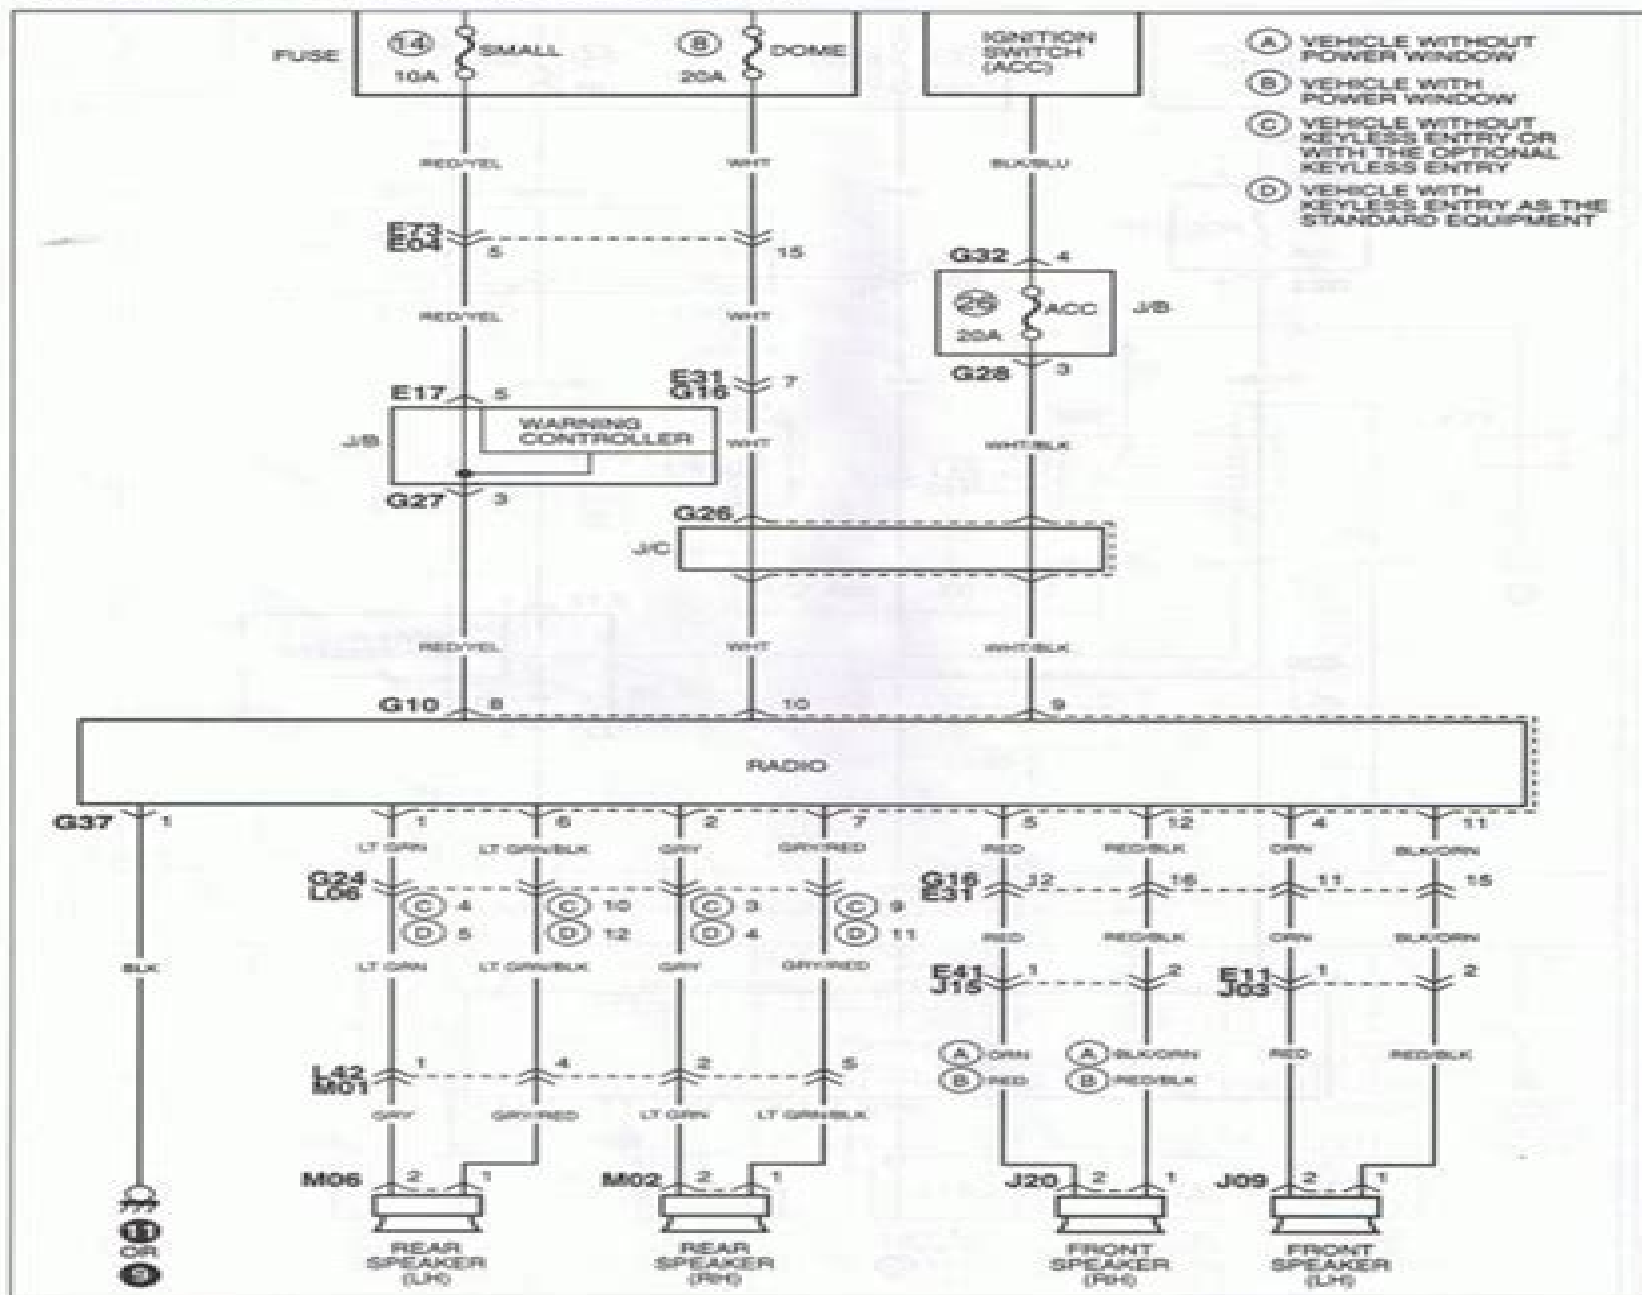 FUSE
14
SMALL
10A
8
DOME
20A
IGNITION
SWITCH
(ACC)
A VEHICLE WITHOUT
POWER WINDOW
B VEHICLE WITH
POWER WINDOW
C VEHICLE WITHOUT
KEYLESS ENTRY OR
WITH THE OPTIONAL
KEYLESS ENTRY
D VEHICLE WITH
KEYLESS ENTRY AS THE
STANDARD EQUIPMENT
RED/YEL WHT BLK/BLU
E04
5 15
G32 4
ACC
20A
J/B
RED/YEL WHT
G28 3
E31 7
G16
E17 5
J/B
WARNING
CONTROLLER
WHT WHT/BLK
G27 3
G26
J/C
RED/YEL WHT WHT/BLK
G10 8 10 9
RADIO
G37 1 1 6 2 7 5 12 4 11
LT GRN LT GRN/BLK GRY GRY/RED RED RED/BLK ORN BLK/ORN
G24
L06
G16 12 16 11 15
E31
C 4 C 10 C 3 C 9
D 5 D 12 D 4 D 11
BLK LT GRN LT GRN/BLK GRY GRY/RED RED RED/BLK ORN BLK/ORN
E41 1 2 E11 1 2
J15 J03
A ORN A BLK/ORN RED RED/BLK
B RED B RED/BLK
L42 1 4 2 5
M01
GRY GRY/RED LT GRN LT GRN/BLK
M06 2 1 M02 2 1 J20 2 1 J09 2 1
OR
REAR
SPEAKER
(LH)
REAR
SPEAKER
(RH)
FRONT
SPEAKER
(RH)
FRONT
SPEAKER
(LH)